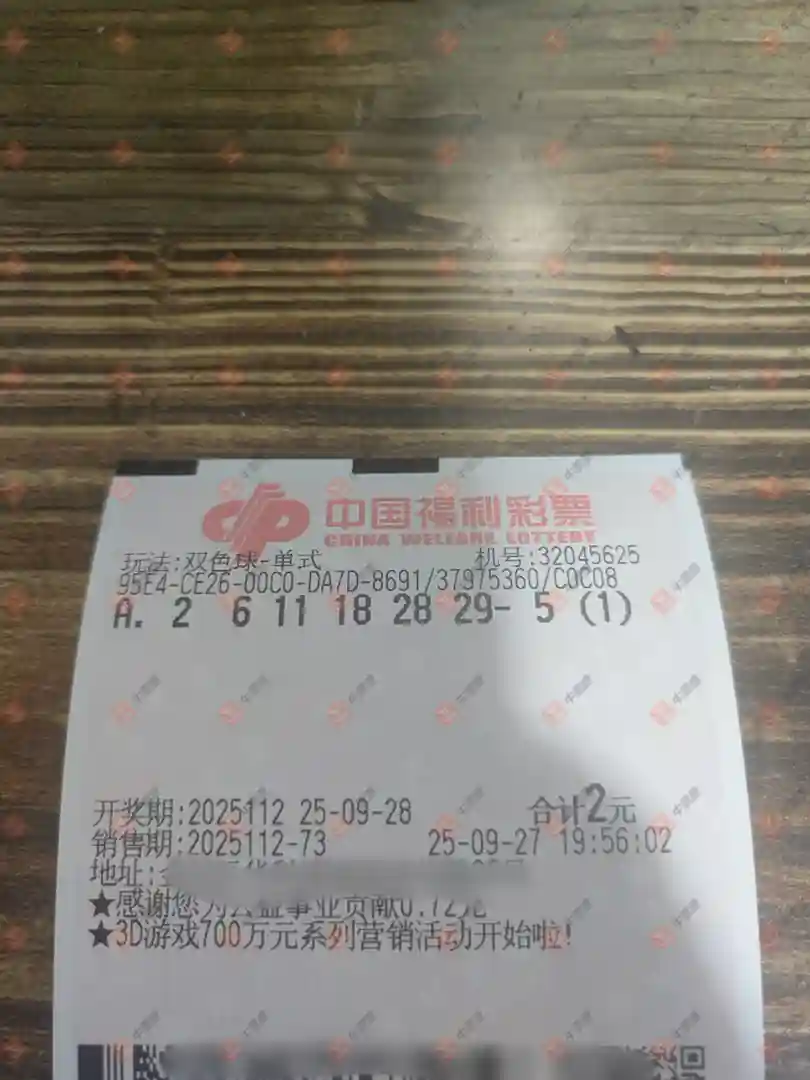 中国福利彩票
CHINA WELFARE LOTTERY
玩法:双色球-单式 机号:32045625
95E4-CE26-00C0-DA7D-8691/37975360/C0C08
A. 2 6 11 18 28 29- 5 (1)
开奖期:2025112 25-09-28 合计2元
销售期:2025112-73 25-09-27 19:56:02
地址:
★感谢您为公益事业贡献0.72元
★3D游戏700万元系列营销活动开始啦!